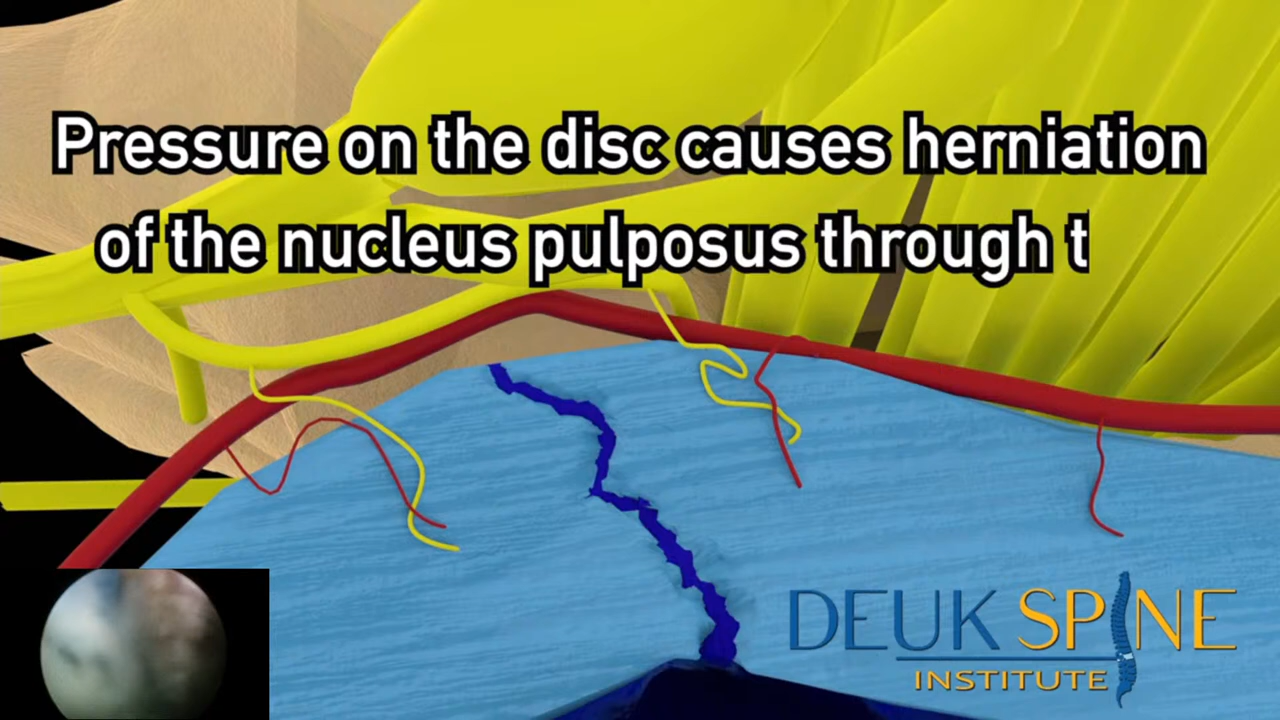 Pressure on the disc causes herniation
of the nucleus pulposus through t
DEUK SPINE
INSTITUTE